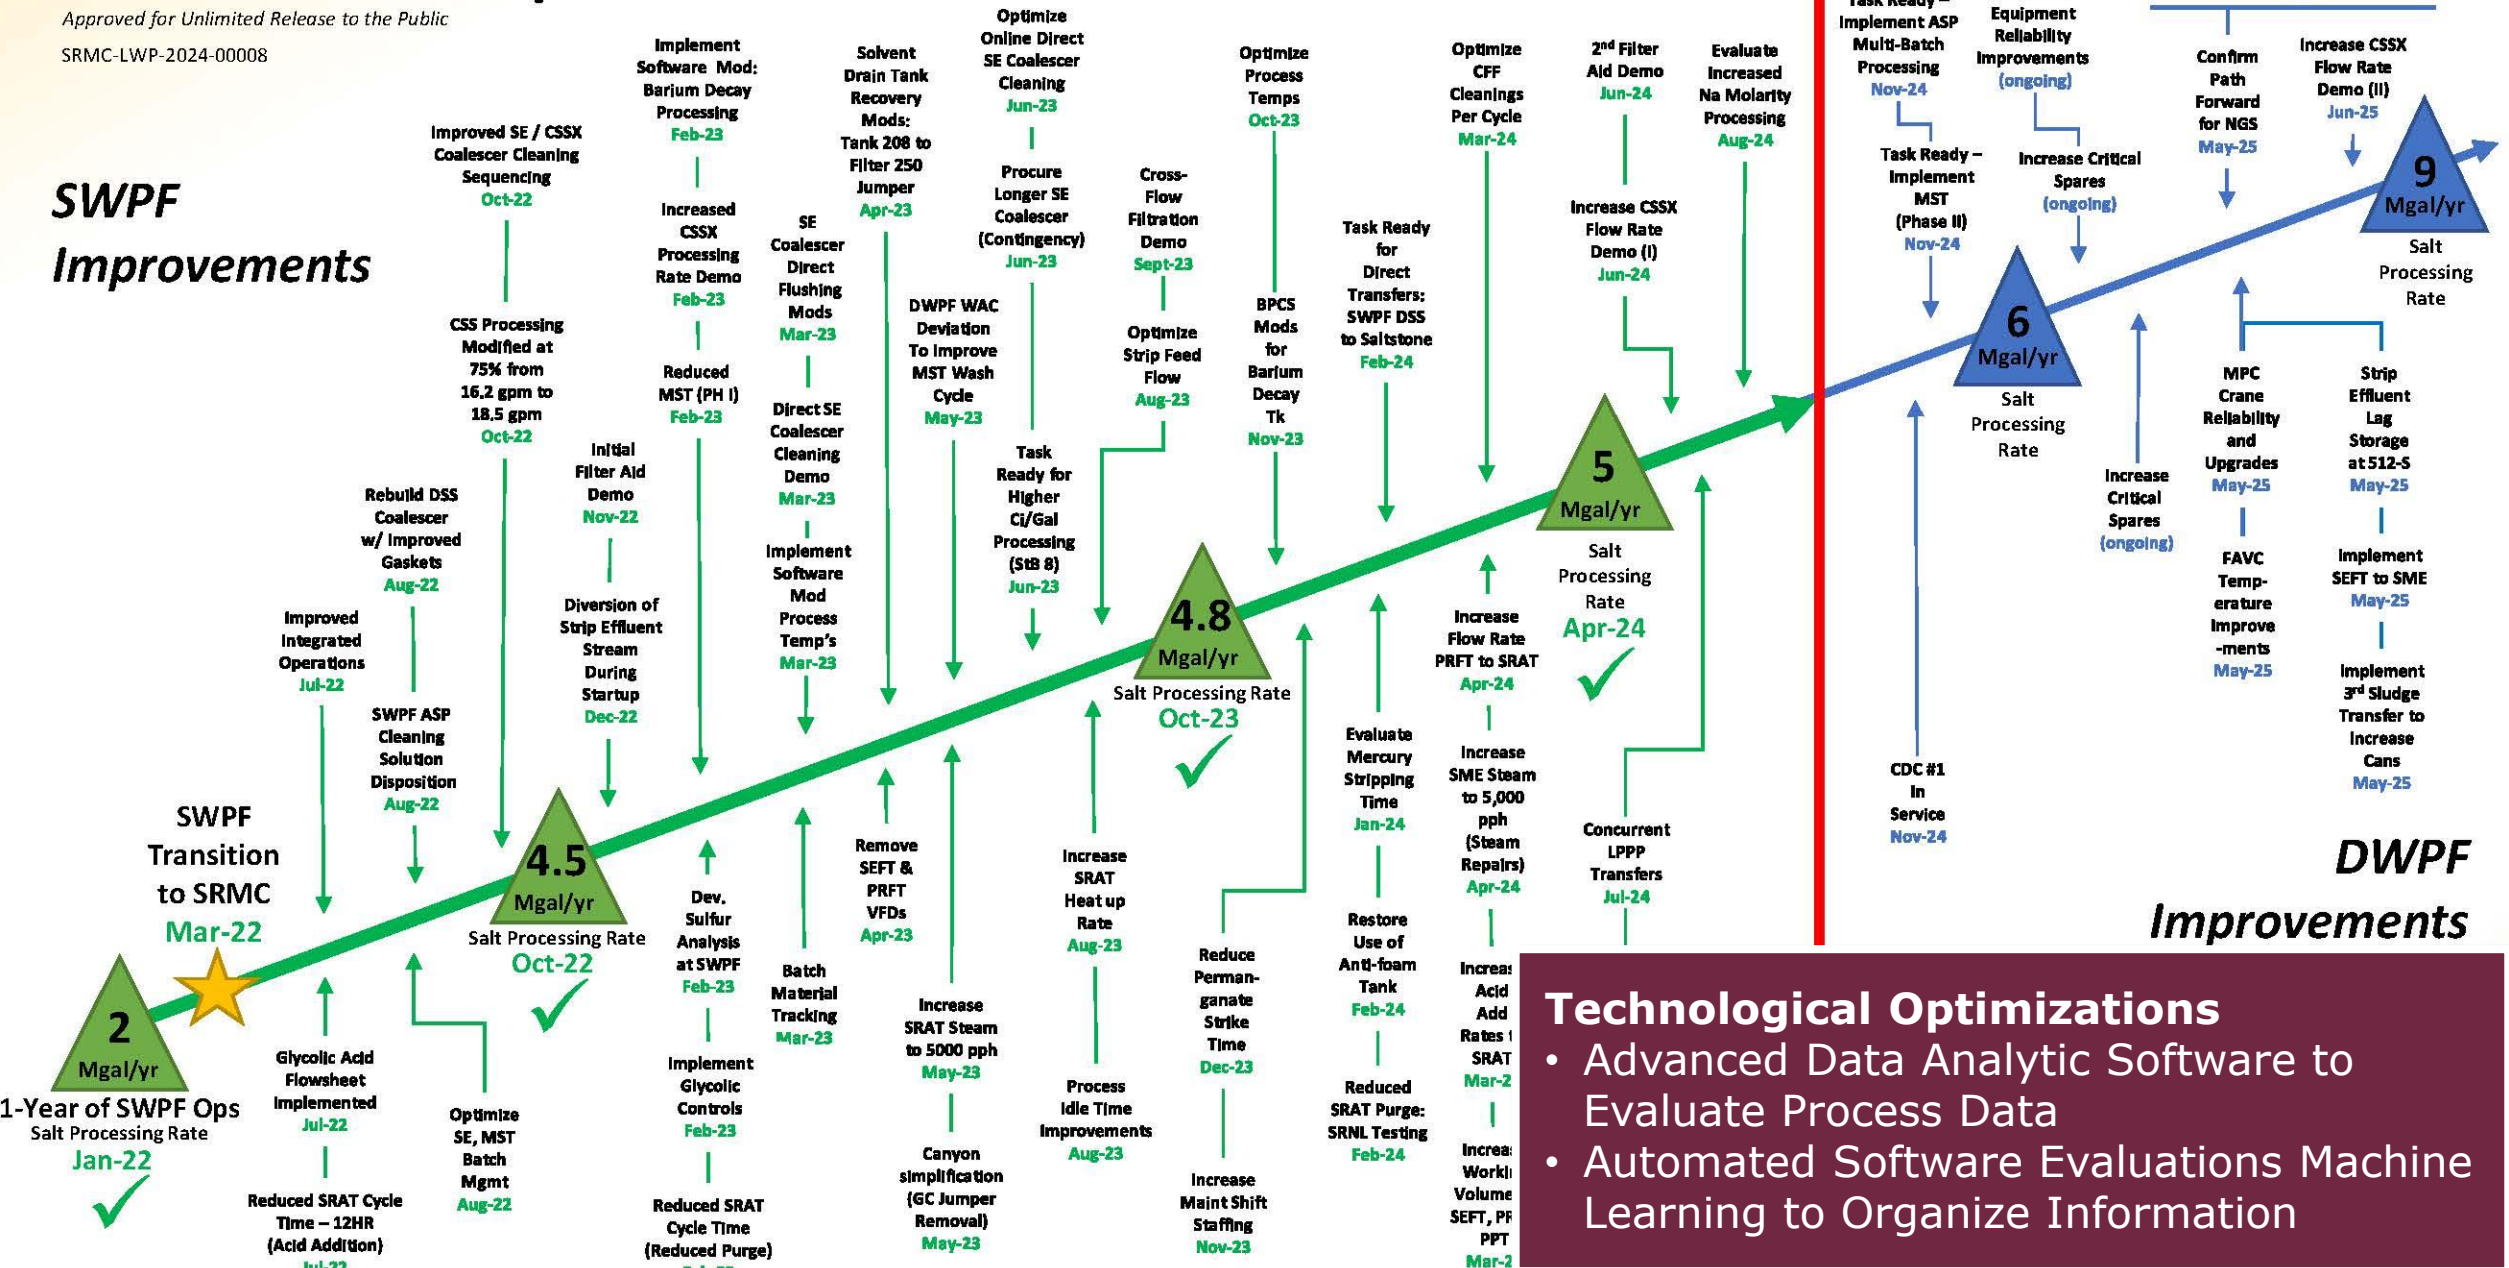 Approved for Unlimited Release to the Public
SRMC-LWP-2024-00008
SWPF
Improvements
Improved SE / CSSX
Coalescer Cleaning
Sequencing
Oct-22
CSS Processing
Modified at
75% from
16.2 gpm to
18.5 gpm
Oct-22
Rebuild DSS
Coalescer
w/ Improved
Gaskets
Aug-22
SWPF ASP
Cleaning
Solution
Disposition
Aug-22
Improved
Integrated
Operations
Jul-22
Initial
Filter Aid
Demo
Nov-22
Diversion of
Strip Effluent
Stream
During
Startup
Dec-22
Implement
Software Mod:
Barium Decay
Processing
Feb-23
Increased
CSSX
Processing
Rate Demo
Feb-23
Reduced
MST (PH I)
Feb-23
SE
Coalescer
Direct
Flushing
Mods
Mar-23
Direct SE
Coalescer
Cleaning
Demo
Mar-23
Implement
Software
Mod
Process
Temp's
Mar-23
Solvent
Drain Tank
Recovery
Mods:
Tank 208 to
Filter 250
Jumper
Apr-23
DWPF WAC
Deviation
To Improve
MST Wash
Cycle
May-23
Optimize
Online Direct
SE Coalescer
Cleaning
Jun-23
Procure
Longer SE
Coalescer
(Contingency)
Jun-23
Task
Ready for
Higher
Ci/Gal
Processing
(StB 8)
Jun-23
Cross-
Flow
Filtration
Demo
Sept-23
Optimize
Strip Feed
Flow
Aug-23
Optimize
Process
Temps
Oct-23
BPCS
Mods
for
Barium
Decay
Tk
Nov-23
Task Ready
for
Direct
Transfers:
SWPF DSS
to Saltstone
Feb-24
Optimize
CFF
Cleanings
Per Cycle
Mar-24
2nd Filter
Aid Demo
Jun-24
Increase CSSX
Flow Rate
Demo (I)
Jun-24
Evaluate
Increased
Na Molarity
Processing
Aug-24
Task Ready –
Implement ASP
Multi-Batch
Processing
Nov-24
Task Ready –
Implement
MST
(Phase II)
Nov-24
Equipment
Reliability
Improvements
(ongoing)
Increase Critical
Spares
(ongoing)
Confirm
Path
Forward
for NGS
May-25
Increase CSSX
Flow Rate
Demo (II)
Jun-25
9
Mgal/yr
Salt
Processing
Rate
6
Mgal/yr
Salt
Processing
Rate
5
Mgal/yr
Salt
Processing
Rate
Apr-24
4.8
Mgal/yr
Salt Processing Rate
Oct-23
4.5
Mgal/yr
Salt Processing Rate
Oct-22
SWPF
Transition
to SRMC
Mar-22
2
Mgal/yr
1-Year of SWPF Ops
Salt Processing Rate
Jan-22
Glycolic Acid
Flowsheet
Implemented
Jul-22
Reduced SRAT Cycle
Time – 12HR
(Acid Addition)
Jul-22
Optimize
SE, MST
Batch
Mgmt
Aug-22
Dev.
Sulfur
Analysis
at SWPF
Feb-23
Implement
Glycolic
Controls
Feb-23
Reduced SRAT
Cycle Time
(Reduced Purge)
Batch
Material
Tracking
Mar-23
Remove
SEFT &
PRFT
VFDs
Apr-23
Increase
SRAT Steam
to 5000 pph
May-23
Canyon
simplification
(GC Jumper
Removal)
May-23
Increase
SRAT
Heat up
Rate
Aug-23
Process
Idle Time
Improvements
Aug-23
Reduce
Perman-
ganate
Strike
Time
Dec-23
Increase
Maint Shift
Staffing
Nov-23
Evaluate
Mercury
Stripping
Time
Jan-24
Restore
Use of
Anti-foam
Tank
Feb-24
Reduced
SRAT Purge:
SRNL Testing
Feb-24
Increase
Flow Rate
PRFT to SRAT
Apr-24
Increase
SME Steam
to 5,000
pph
(Steam
Repairs)
Apr-24
Acid
Add
Rates
SRAT
Volume
SEFT,
PPT
Concurrent
LPPP
Transfers
Jul-24
CDC #1
In
Service
Nov-24
Increase
Critical
Spares
(ongoing)
MPC
Crane
Reliability
and
Upgrades
May-25
FAVC
Temp-
erature
Improve
-ments
May-25
Strip
Effluent
Lag
Storage
at 512-S
May-25
Implement
SEFT to SME
May-25
Implement
3rd Sludge
Transfer to
Increase
Cans
May-25
DWPF
Improvements
Technological Optimizations
• Advanced Data Analytic Software to
Evaluate Process Data
• Automated Software Evaluations Machine
Learning to Organize Information